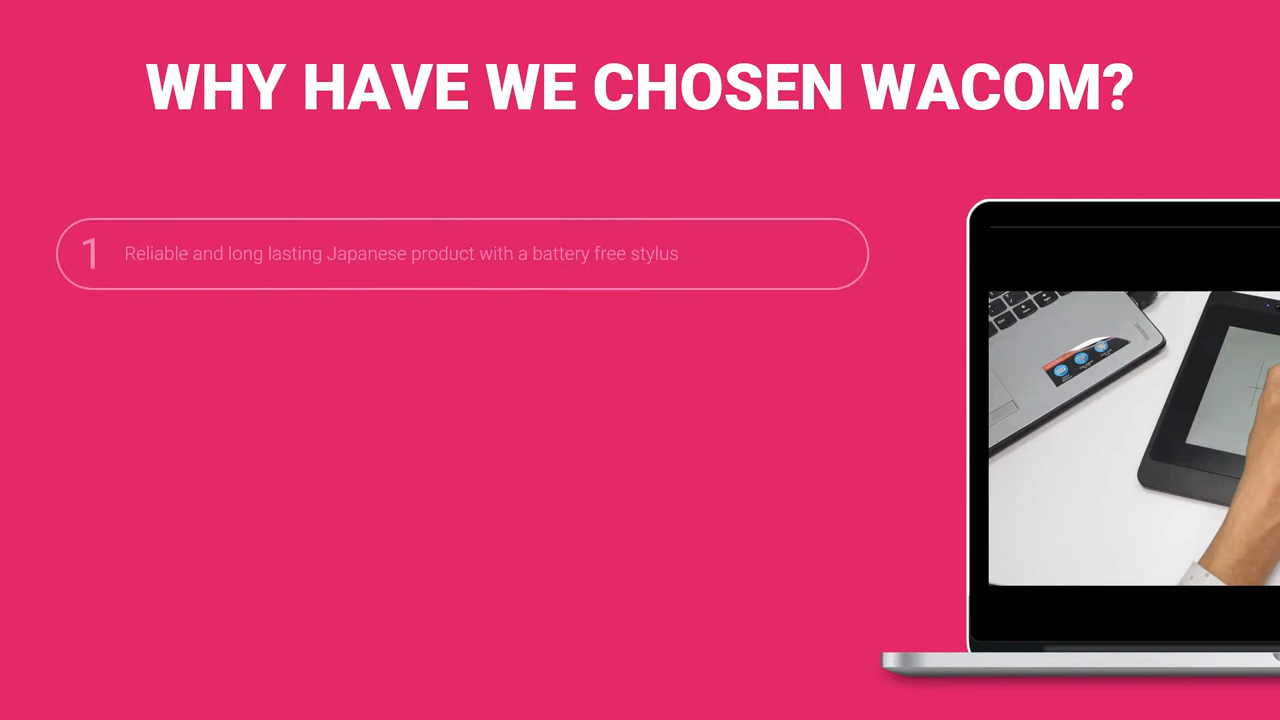 WHY HAVE WE CHOSEN WACOM?
1 Reliable and long lasting Japanese product with a battery free stylus